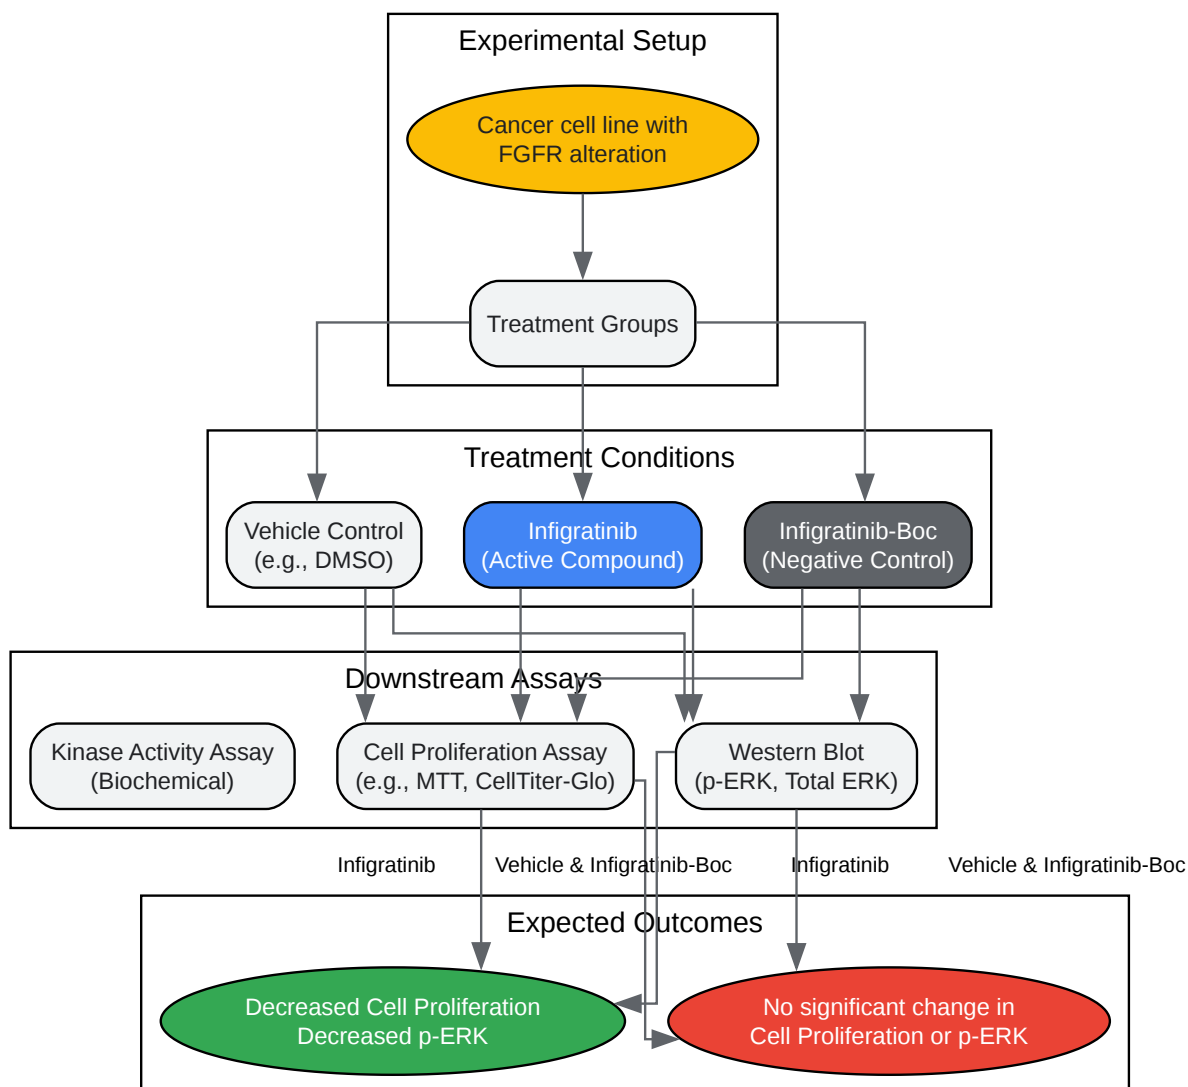 Experimental Setup
Cancer cell line with
FGFR alteration
Treatment Groups
Treatment Conditions
Vehicle Control
(e.g., DMSO)
Infigratinib
(Active Compound)
Infigratinib-Boc
(Negative Control)
Downstream Assays
Kinase Activity Assay
(Biochemical)
Cell Proliferation Assay
(e.g., MTT, CellTiter-Glo)
Western Blot
(p-ERK, Total ERK)
Infigratinib
Vehicle & Infigratinib-Boc
Infigratinib
Vehicle & Infigratinib-Boc
Expected Outcomes
Decreased Cell Proliferation
Decreased p-ERK
No significant change in
Cell Proliferation or p-ERK